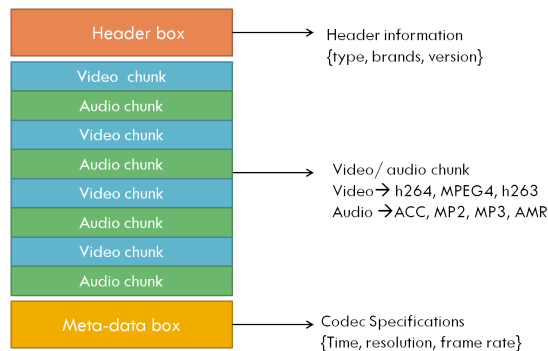 Header box
Header information
{type, brands, version}
Video chunk
Audio chunk
Video chunk
Audio chunk
Video chunk
Audio chunk
Video chunk
Audio chunk
Video/ audio chunk
Video→ h264, MPEG4, h263
Audio →ACC, MP2, MP3, AMR
Meta-data box
Codec Specifications
{Time, resolution, frame rate}